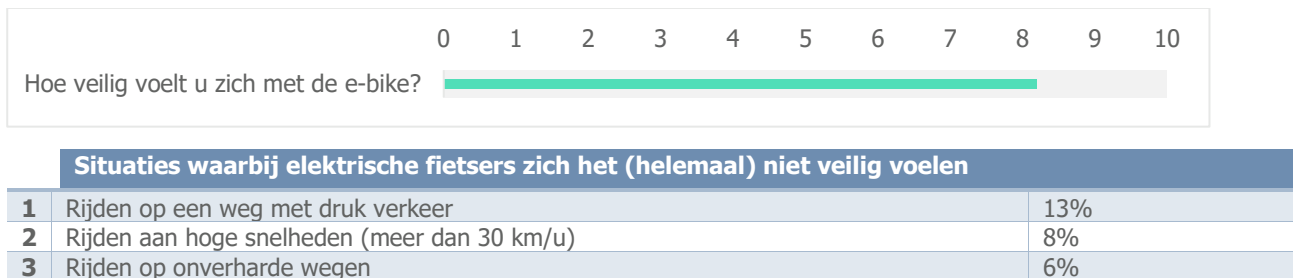 0 1 2 3 4 5 6 7 8 9 10
Hoe veilig voelt u zich met de e-bike?
Situaties waarbij elektrische fietsers zich het (helemaal) niet veilig voelen
1 Rijden op een weg met druk verkeer 13%
2 Rijden aan hoge snelheden (meer dan 30 km/u) 8%
3 Rijden op onverharde wegen 6%